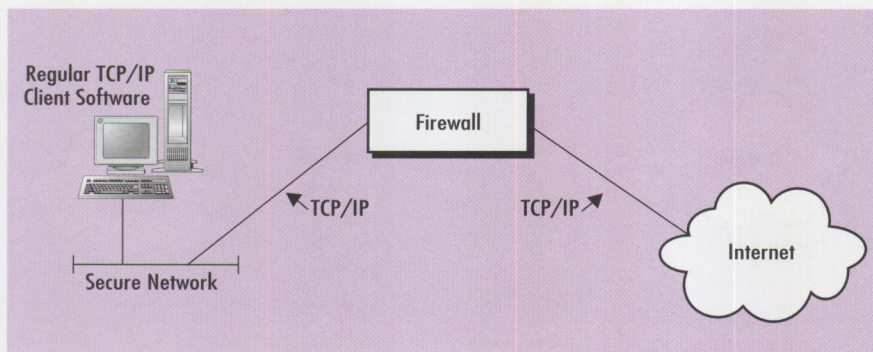 Regular TCP/IP
Client Software
Firewall
TCP/IP
TCP/IP
Internet
Secure Network